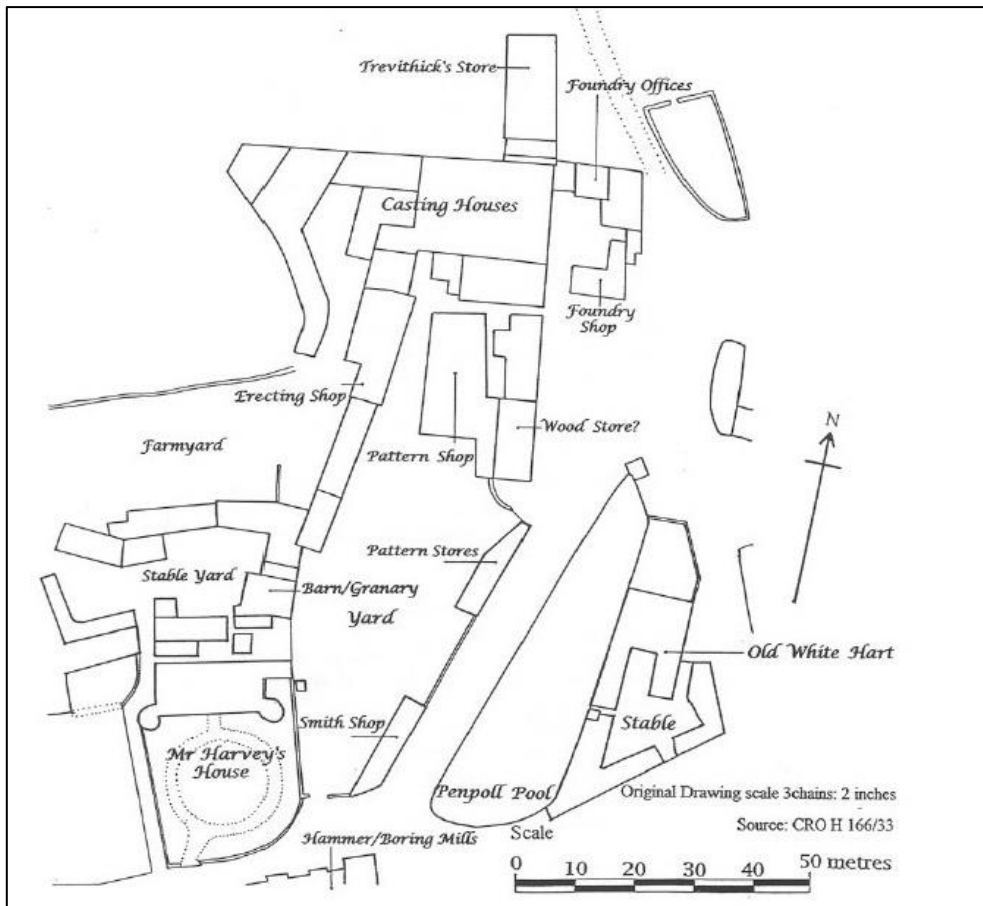 Trevithick's Store
Foundry Offices
Casting Houses
Foundry
Shop
Erecting Shop
Wood Store?
Farmyard
Pattern Shop
N
Pattern Stores
Stable Yard
Barn/Granary
Yard
Old White Hart
Smith Shop
Stable
Mr Harvey's
House
Penpoll Pool
Original Drawing scale 3chains: 2 inches
Source: CRO H 166/33
Hammer/Boring Mills
Scale
0 10 20 30 40 50 metres